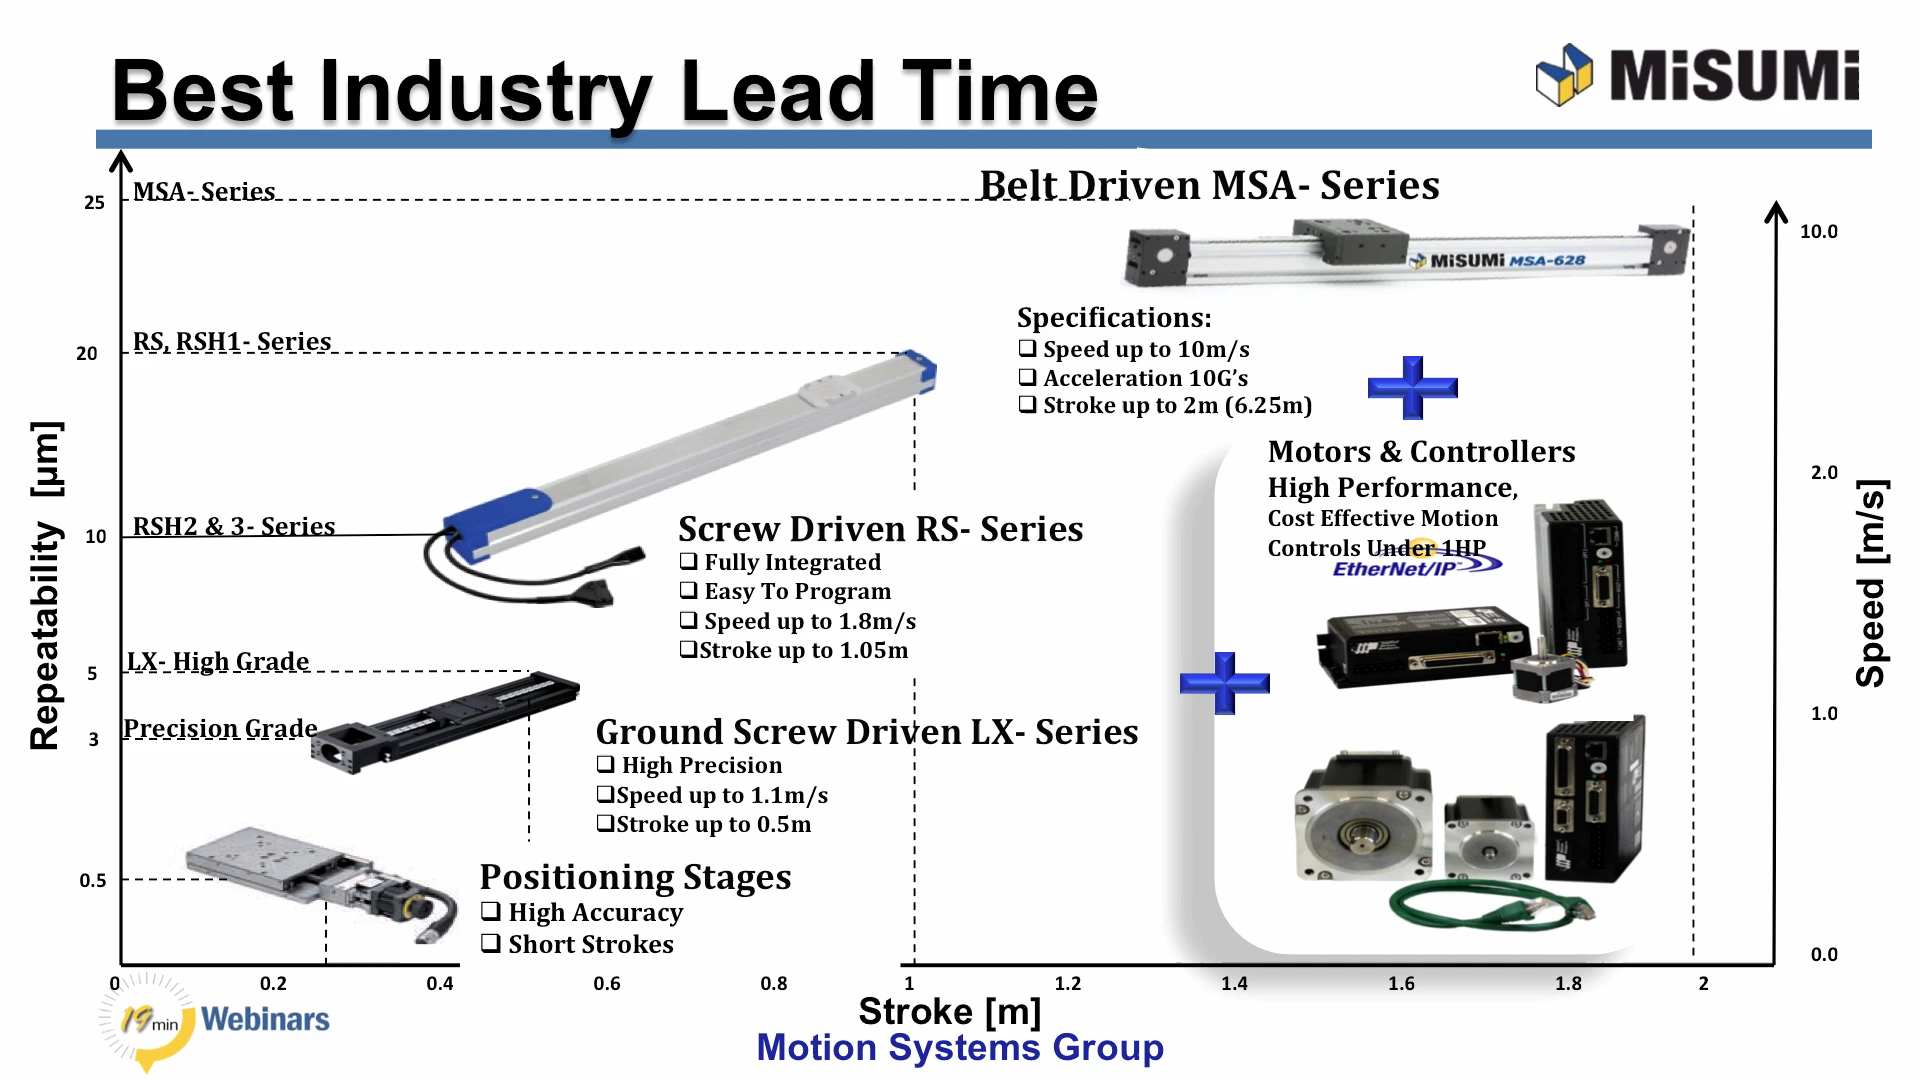 Best Industry Lead Time
MiSUMi
25
MSA- Series
Belt Driven MSA- Series
10.0
MiSUMi MSA-628
Specifications:
❑ Speed up to 10m/s
❑ Acceleration 10G’s
❑ Stroke up to 2m (6.25m)
20
RS, RSH1- Series
Motors & Controllers
High Performance,
Cost Effective Motion
Controls Under 1HP
EtherNet/IP
2.0
10
RSH2 & 3- Series
Screw Driven RS- Series
❑ Fully Integrated
❑ Easy To Program
❑ Speed up to 1.8m/s
❑Stroke up to 1.05m
Repeatability [µm]
Speed [m/s]
5
LX- High Grade
1.0
3
Precision Grade
Ground Screw Driven LX- Series
❑ High Precision
❑Speed up to 1.1m/s
❑Stroke up to 0.5m
0.5
Positioning Stages
❑ High Accuracy
❑ Short Strokes
0.0
0 0.2 0.4 0.6 0.8 1 1.2 1.4 1.6 1.8 2
Stroke [m]
19 min Webinars
Motion Systems Group